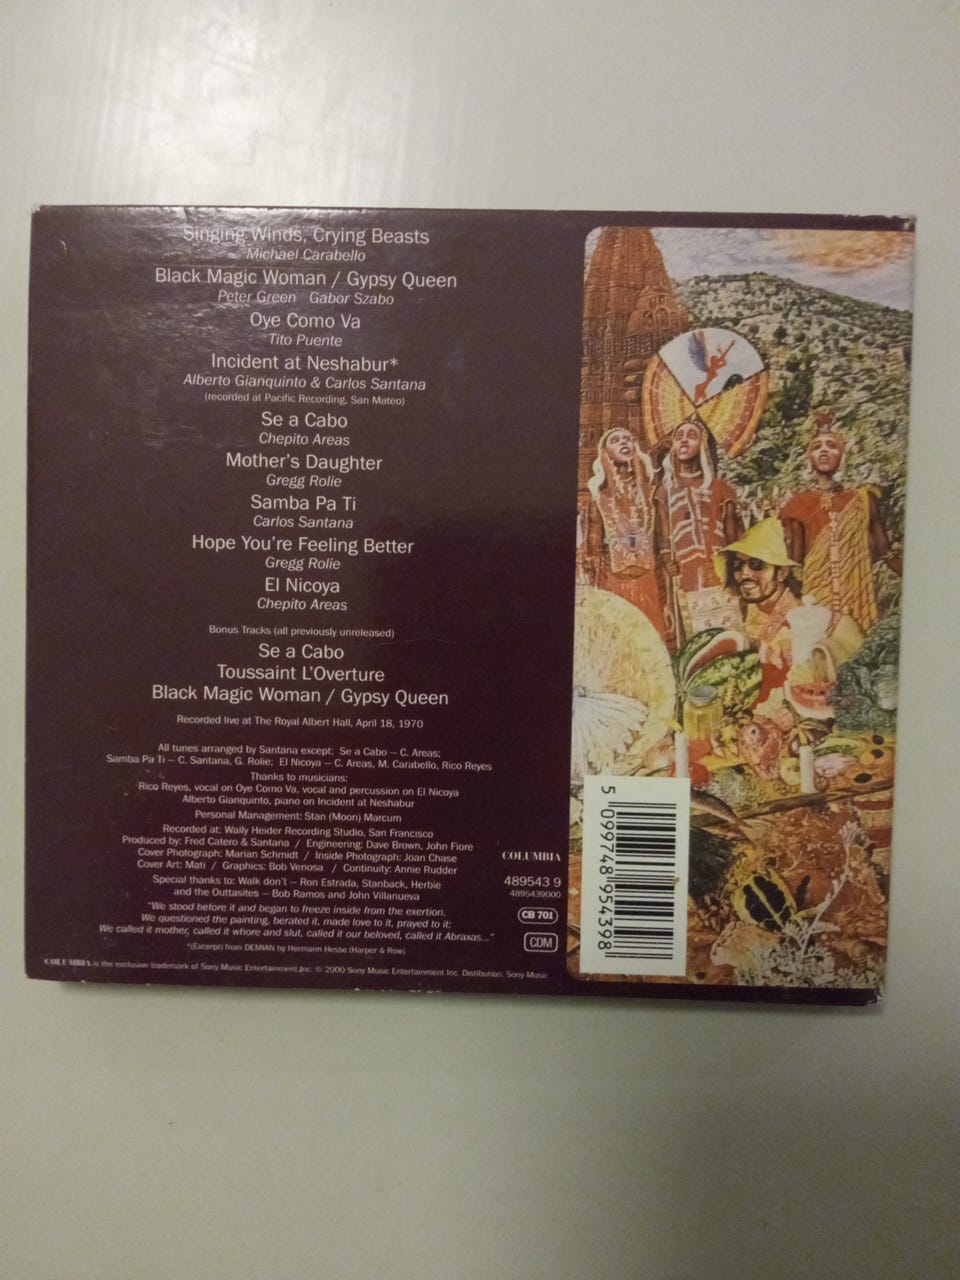 Singing Winds, Crying Beasts
Michael Carabello
Black Magic Woman / Gypsy Queen
Peter Green Gabor Szabo
Oye Como Va
Tito Puente
Incident at Neshabur*
Alberto Gianquinto & Carlos Santana
(recorded at Pacific Recording, San Mateo)
Se a Cabo
Chepito Areas
Mother's Daughter
Gregg Rolie
Samba Pa Ti
Carlos Santana
Hope You're Feeling Better
Gregg Rolie
El Nicoya
Chepito Areas
Bonus Tracks (all previously unreleased)
Se a Cabo
Toussaint L'Overture
Black Magic Woman / Gypsy Queen
Recorded live at The Royal Albert Hall, April 18, 1970
All tunes arranged by Santana except: Se a Cabo – C. Areas;
Samba Pa Ti – C. Santana, G. Rolie; El Nicoya – C. Areas, M. Carabello, Rico Reyes
Thanks to musicians:
Rico Reyes, vocal on Oye Como Va, vocal and percussion on El Nicoya
Alberto Gianquinto, piano on Incident at Neshabur
Personal Management: Stan (Moon) Marcum
Recorded at: Wally Heider Recording Studio, San Francisco
Produced by: Fred Catero & Santana / Engineering: Dave Brown, John Fiore
Cover Photograph: Marian Schmidt / Inside Photograph: Joan Chase
Cover Art: Mati / Graphics: Bob Venosa / Continuity: Annie Rudder
Special thanks to: Walk don't – Ron Estrada, Stanback, Herbie
and the Outtasites – Bob Ramos and John Villanueva
"We stood before it and began to freeze inside from the exertion.
We questioned the painting, berated it, made love to it, prayed to it:
We called it mother, called it whore and slut, called it our beloved, called it Abraxas..."
*(Excerpt) from DEMIAN by Hermann Hesse (Harper & Row)
COLUMBIA is the exclusive trademark of Sony Music Entertainment Inc. © 2000 Sony Music Entertainment Inc. Distibution: Sony Music
COLUMBIA
489543 9
4895439000
CB 701
CDM
5 099748 954398